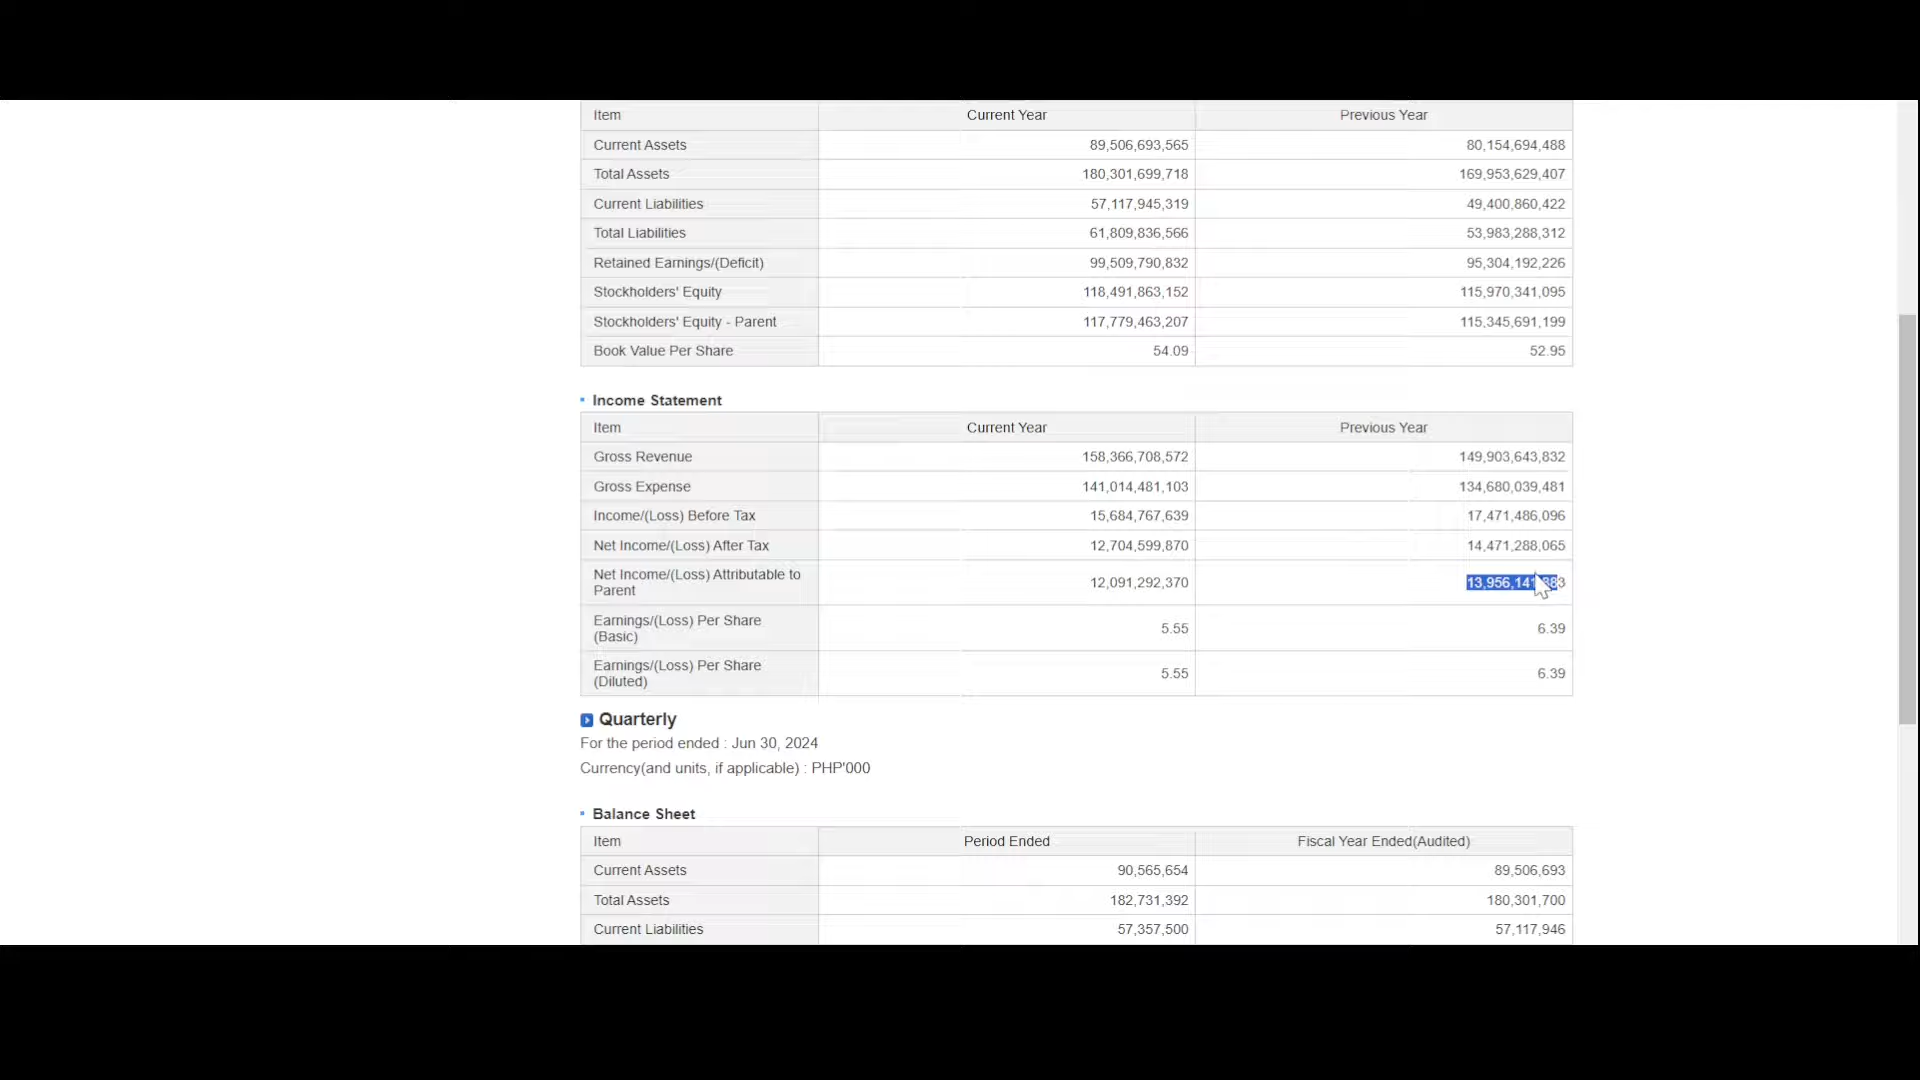 Item Current Year Previous Year
Current Assets 89,506,693,565 80,154,694,488
Total Assets 180,301,699,718 169,953,629,407
Current Liabilities 57,117,945,319 49,400,860,422
Total Liabilities 61,809,836,566 53,983,288,312
Retained Earnings/(Deficit) 99,509,790,832 95,304,192,226
Stockholders' Equity 118,491,863,152 115,970,341,095
Stockholders' Equity - Parent 117,779,463,207 115,345,691,199
Book Value Per Share 54.09 52.95
Income Statement
Item Current Year Previous Year
Gross Revenue 158,366,708,572 149,903,643,832
Gross Expense 141,014,481,103 134,680,039,481
Income/(Loss) Before Tax 15,684,767,639 17,471,486,096
Net Income/(Loss) After Tax 12,704,599,870 14,471,288,065
Net Income/(Loss) Attributable to
Parent 12,091,292,370
Earnings/(Loss) Per Share
(Basic) 5.55 6.39
Earnings/(Loss) Per Share
(Diluted) 5.55 6.39
Quarterly
For the period ended : Jun 30, 2024
Currency(and units, if applicable) : PHP'000
Balance Sheet
Item Period Ended Fiscal Year Ended(Audited)
Current Assets 90,565,654 89,506,693
Total Assets 182,731,392 180,301,700
Current Liabilities 57,357,500 57,117,946